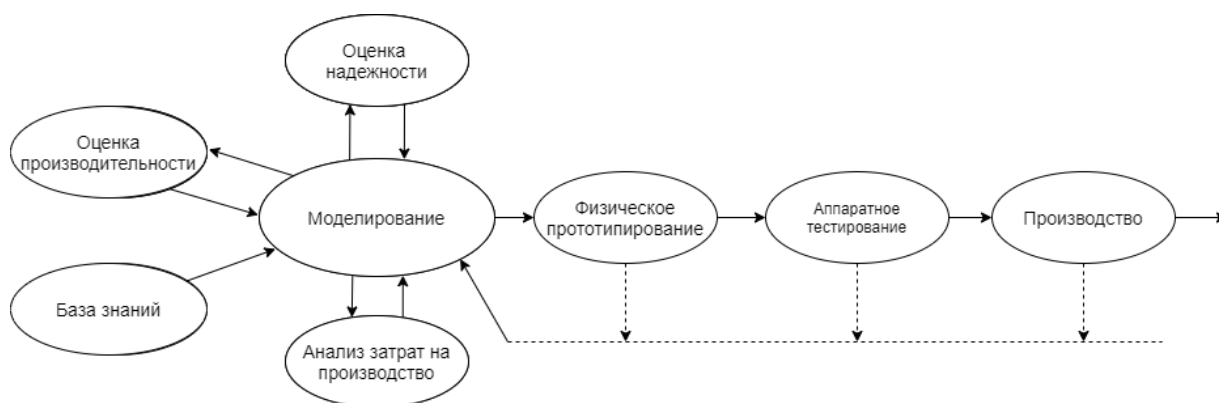 Оценка
надежности
Оценка
производительности
Моделирование
Физическое
прототипирование
Аппаратное
тестирование
Производство
База знаний
Анализ затрат на
производство